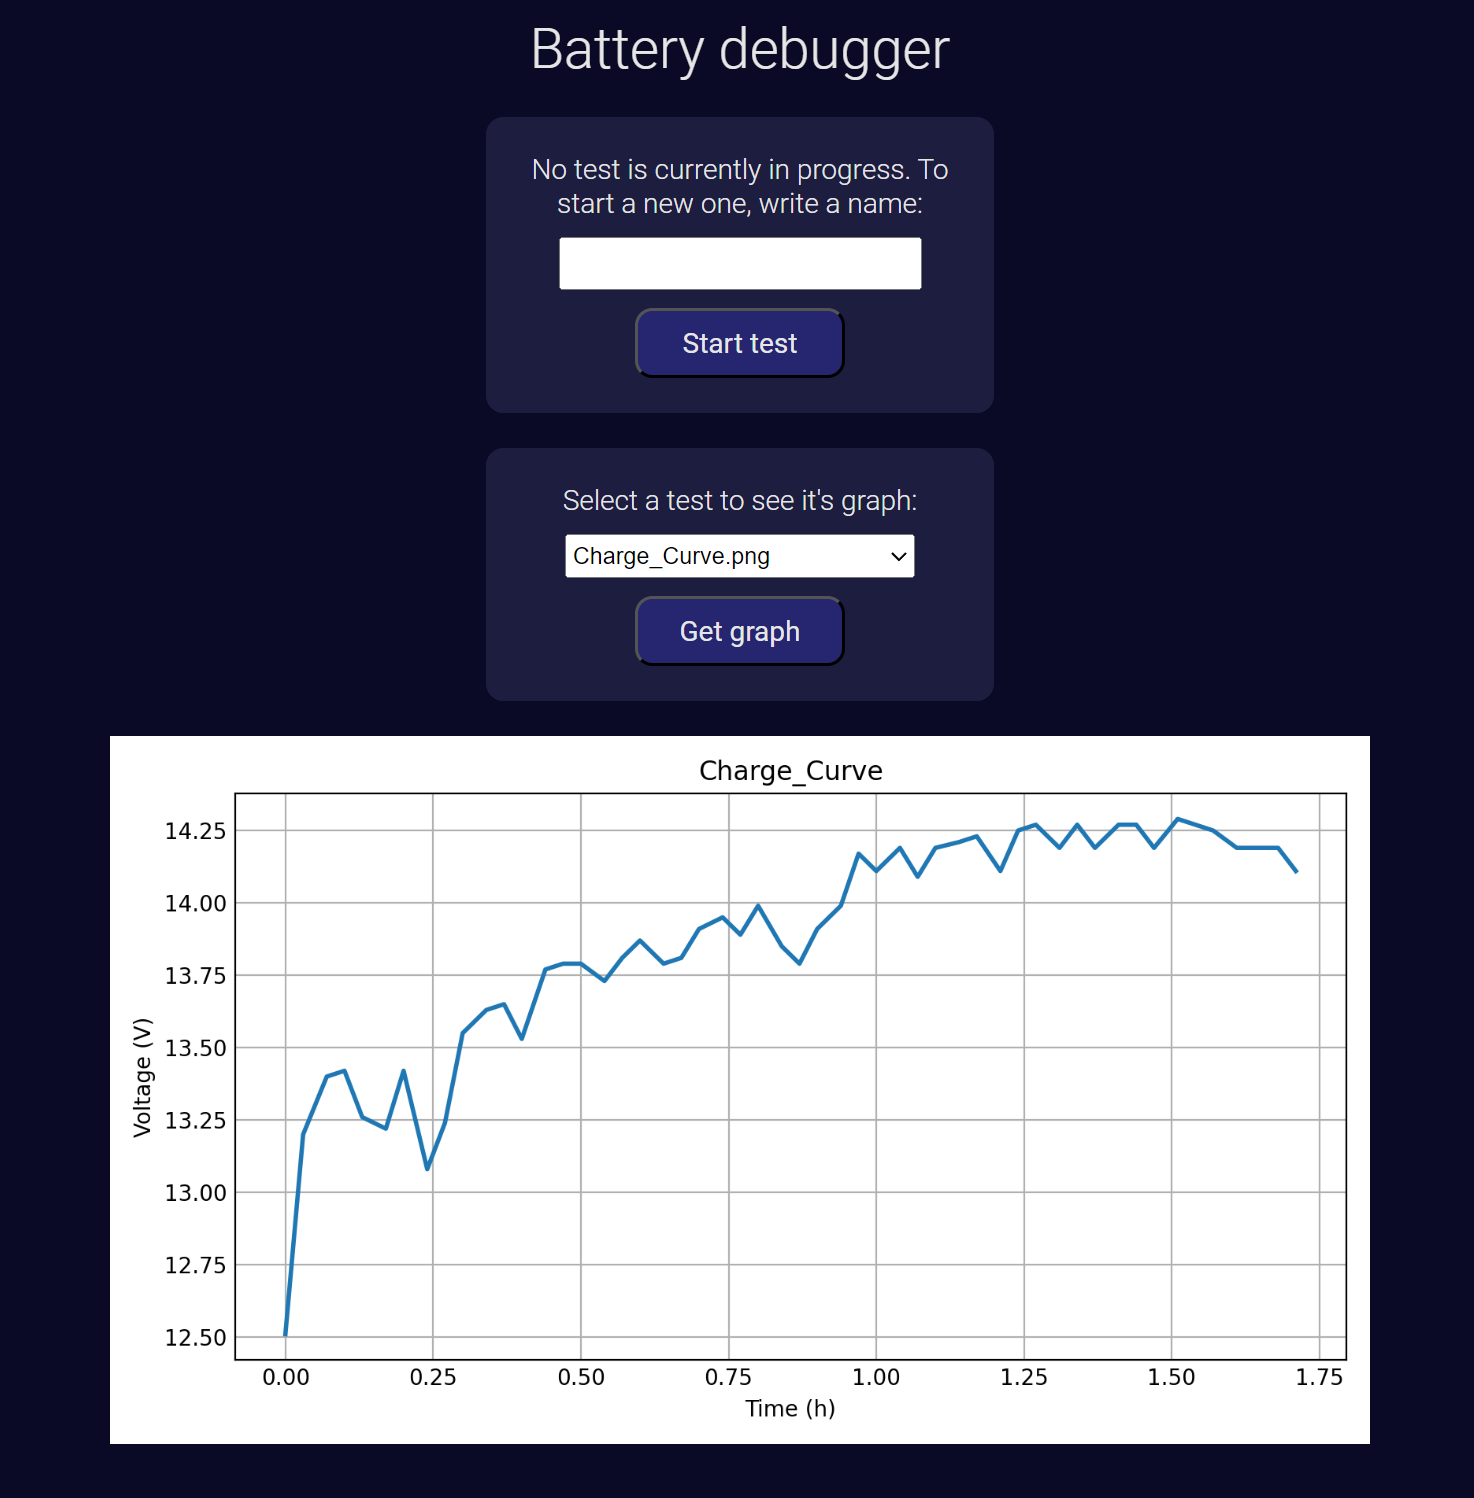 Battery debugger
No test is currently in progress. To
start a new one, write a name:
Start test
Select a test to see it's graph:
Charge_Curve.png
Get graph
Charge_Curve
14.25
14.00
13.75
13.50
13.25
13.00
12.75
12.50
Voltage (V)
0.00 0.25 0.50 0.75 1.00 1.25 1.50 1.75
Time (h)